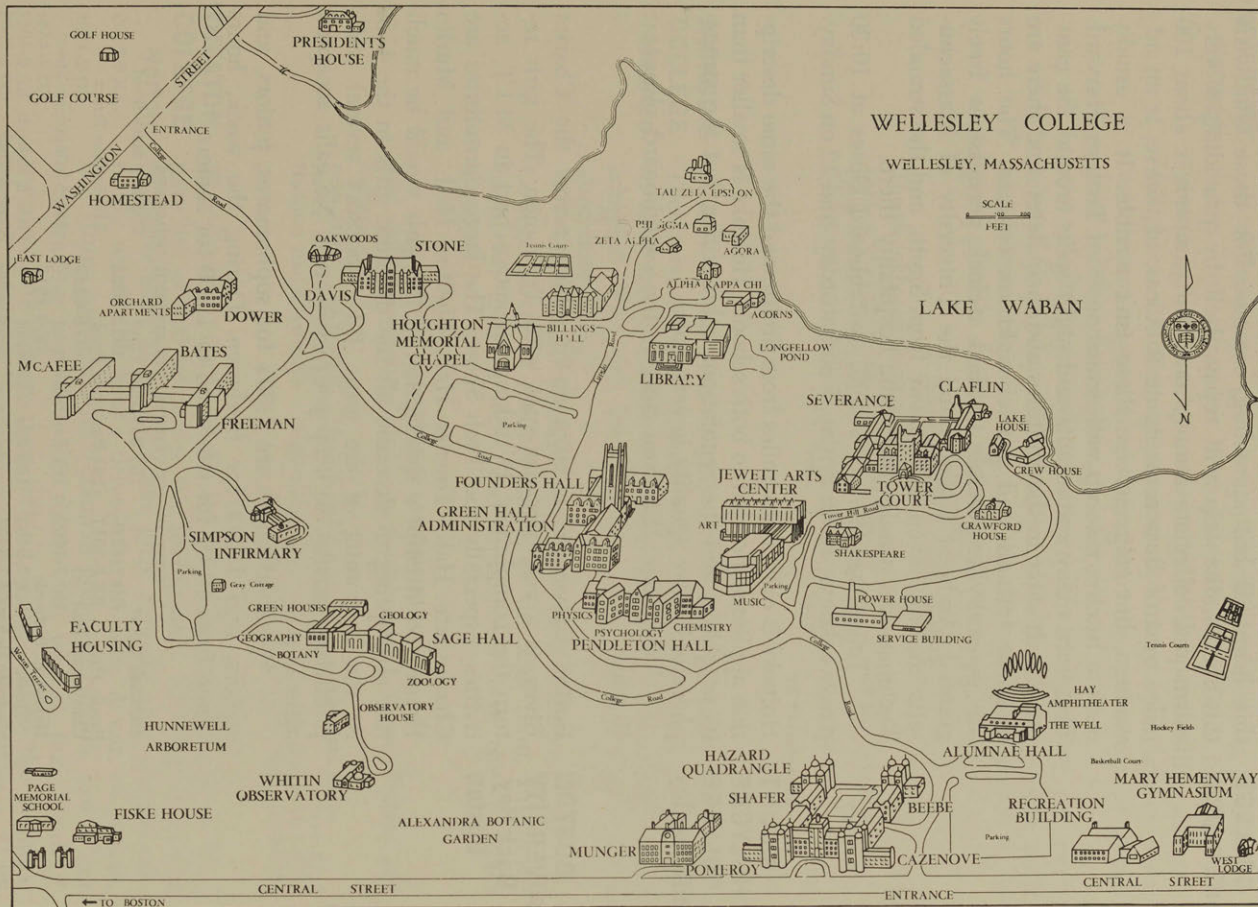 GOLF HOUSE
GOLF COURSE
PRESIDENT'S
HOUSE
WASHINGTON STREET
ENTRANCE
College Road
HOMESTEAD
EAST LODGE
ORCHARD
APARTMENTS
DOWER
OAKWOODS
DAVIS
STONE
Tennis Courts
HOUGHTON
MEMORIAL
CHAPEL
BILLINGS
HALL
TAU ZETA EPSILON
PHI SIGMA
ZETA ALPHA
AGORA
ALPHA KAPPA CHI
ACORNS
LIBRARY
LONGFELLOW
POND
WELLESLEY COLLEGE
WELLESLEY, MASSACHUSETTS
SCALE
FEET
LAKE WABAN
N
MCAFEE
BATES
FREEMAN
Parking
College Road
FOUNDERS HALL
GREEN HALL
ADMINISTRATION
JEWETT ARTS
CENTER
ART
MUSIC
Parking
SEVERANCE
CLAFLIN
LAKE
HOUSE
CREW HOUSE
TOWER
COURT
Tower Hill Road
CRAWFORD
HOUSE
SHAKESPEARE
POWER HOUSE
SERVICE BUILDING
SIMPSON
INFIRMARY
Parking
Gray Cottage
GREEN HOUSES
GEOLOGY
GEOGRAPHY
BOTANY
SAGE HALL
ZOOLOGY
PHYSICS
PSYCHOLOGY
CHEMISTRY
PENDLETON HALL
College Road
College Road
FACULTY
HOUSING
Terrace
OBSERVATORY
HOUSE
HUNNEWELL
ARBORETUM
WHITIN
OBSERVATORY
PAGE
MEMORIAL
SCHOOL
FISKE HOUSE
ALEXANDRA BOTANIC
GARDEN
HAZARD
QUADRANGLE
SHAFER
BEEBE
MUNGER
POMEROY
CAZENOVE
Tennis Courts
HAY
AMPHITHEATER
THE WELL
ALUMNAE HALL
Hockey Fields
Basketball Court
MARY HEMENWAY
GYMNASIUM
RECREATION
BUILDING
Parking
WEST
LODGE
CENTRAL STREET
CENTRAL STREET
ENTRANCE
← TO BOSTON